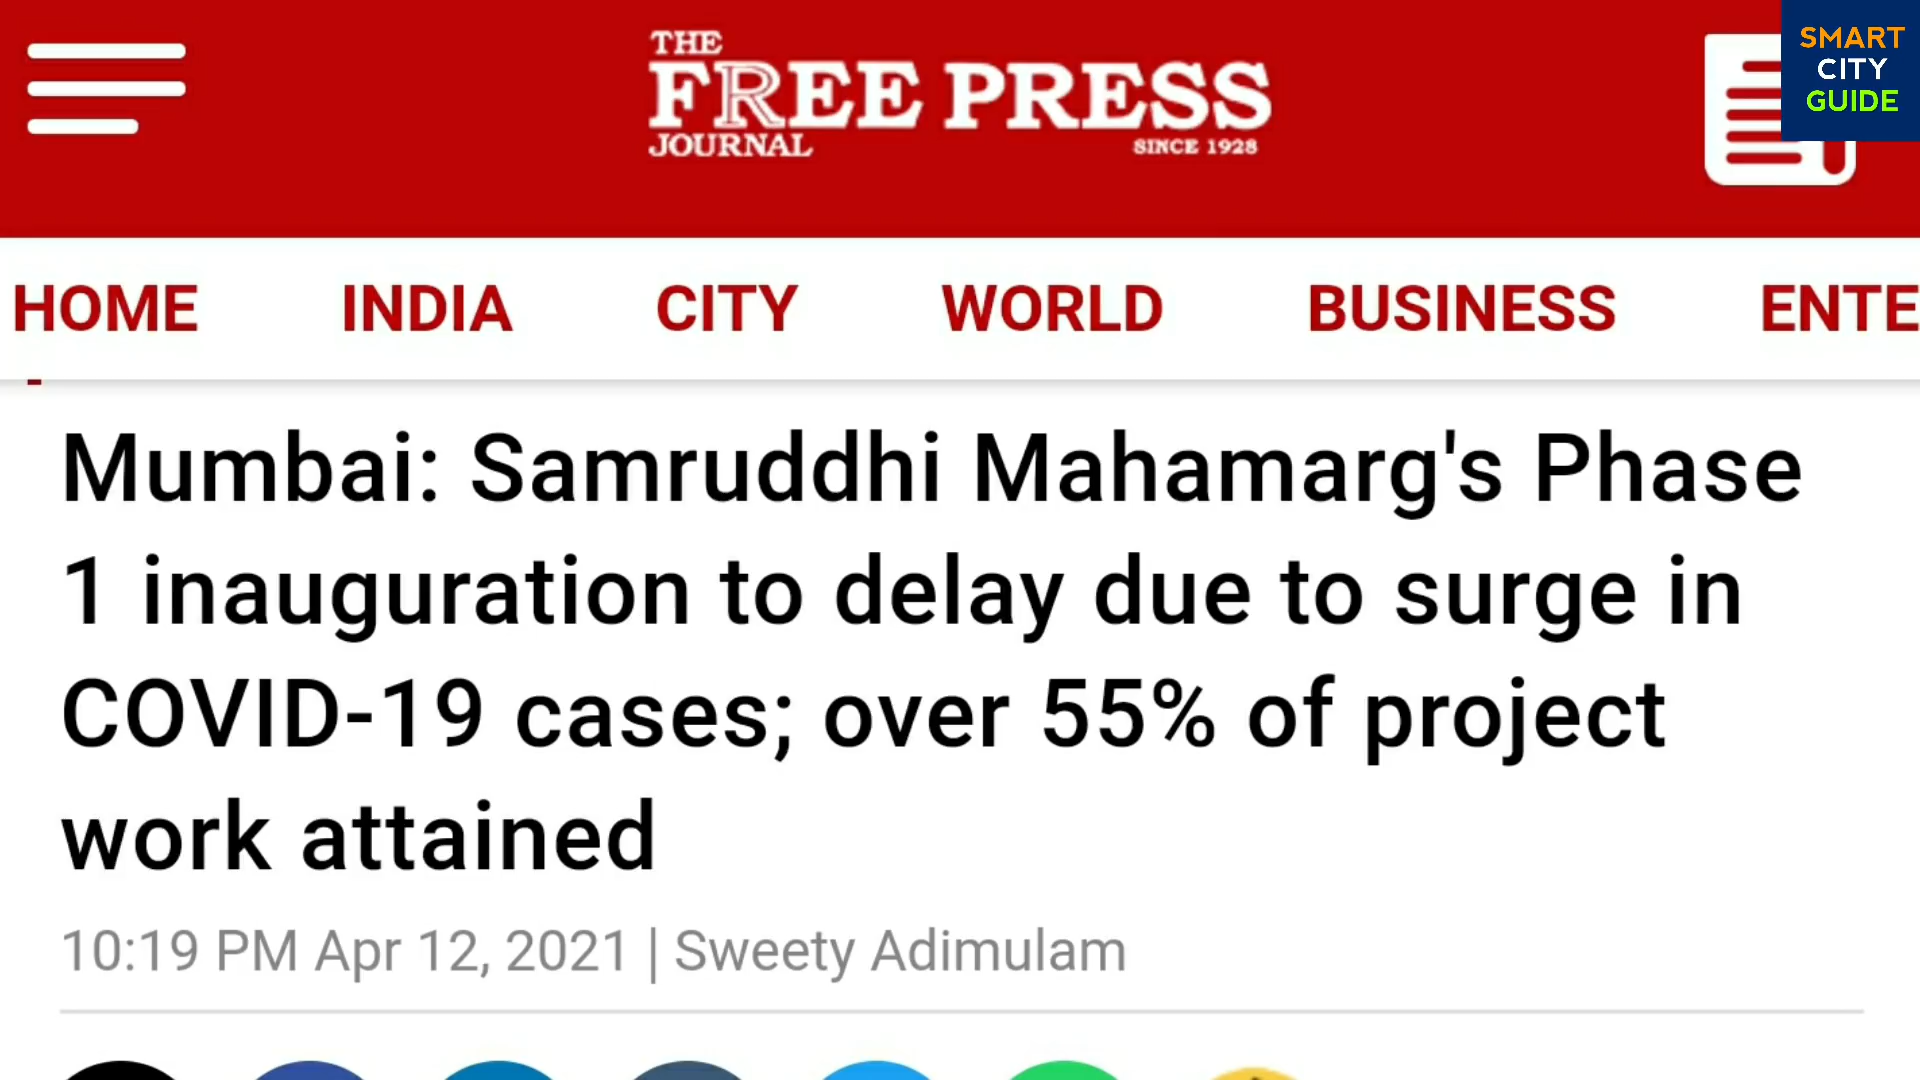 THE
FREE PRESS
JOURNAL
SINCE 1928
SMART
CITY
GUIDE
HOME INDIA CITY WORLD BUSINESS ENTE
Mumbai: Samruddhi Mahamarg's Phase
1 inauguration to delay due to surge in
COVID-19 cases; over 55% of project
work attained
10:19 PM Apr 12, 2021 | Sweety Adimulam